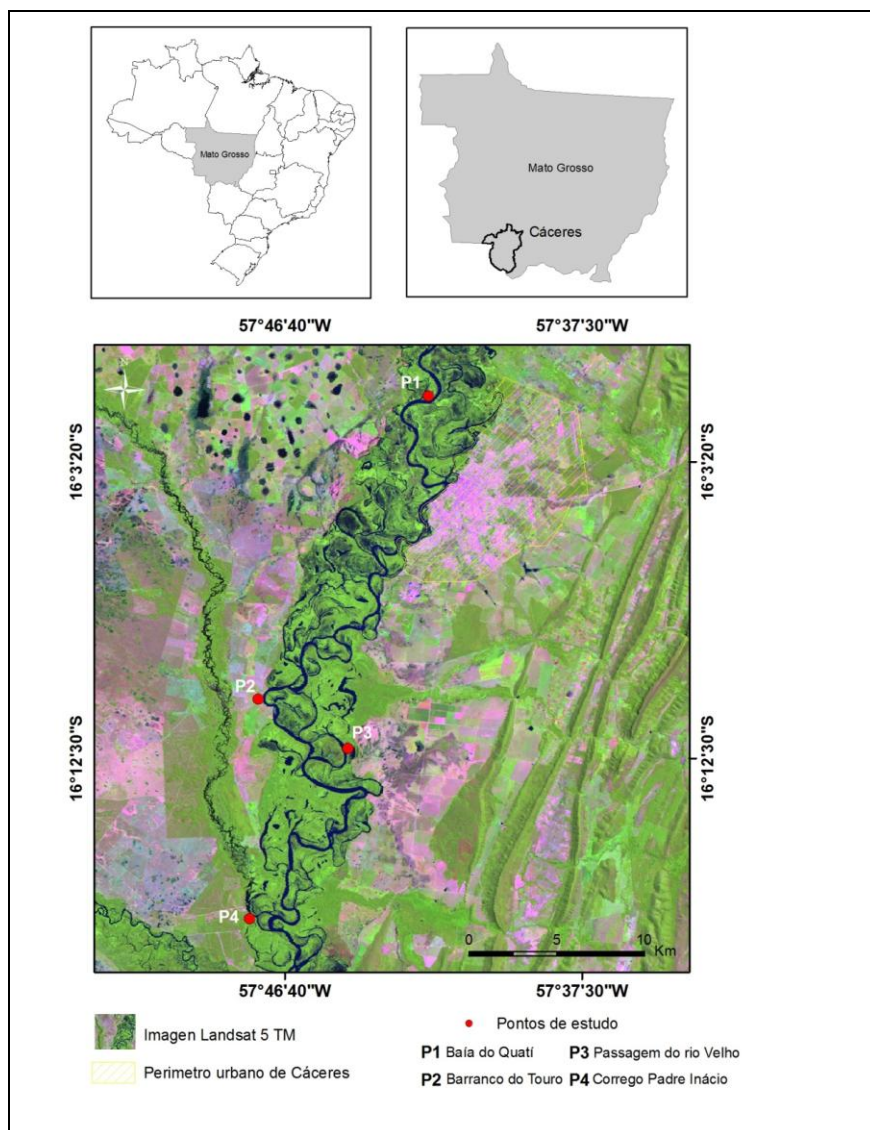 Mato Grosso
Mato Grosso
Cáceres
57°46'40"W
57°37'30"W
P1
16°3'20"S
16°3'20"S
P2
P3
16°12'30"S
16°12'30"S
P4
0 5 10
Km
57°46'40"W
57°37'30"W
Imagen Landsat 5 TM
Perimetro urbano de Cáceres
Pontos de estudo
P1 Baía do Quatí
P3 Passagem do rio Velho
P2 Barranco do Touro
P4 Corrego Padre Inácio